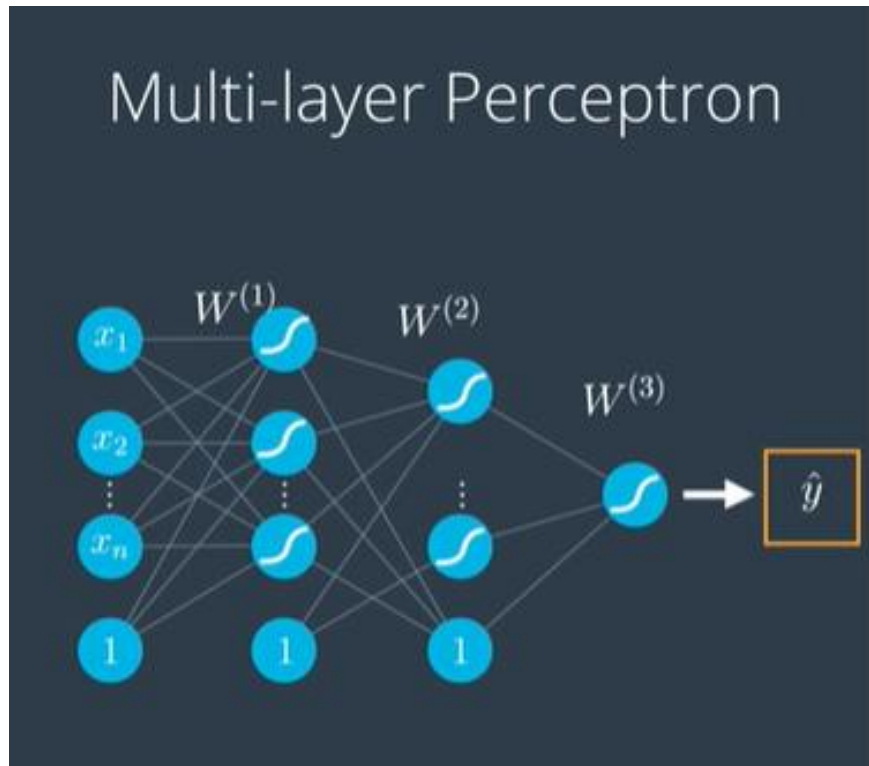 Multi-layer Perceptron
W^{(1)}
W^{(2)}
W^{(3)}
x_1
x_2
x_n
1
1
1
ŷ